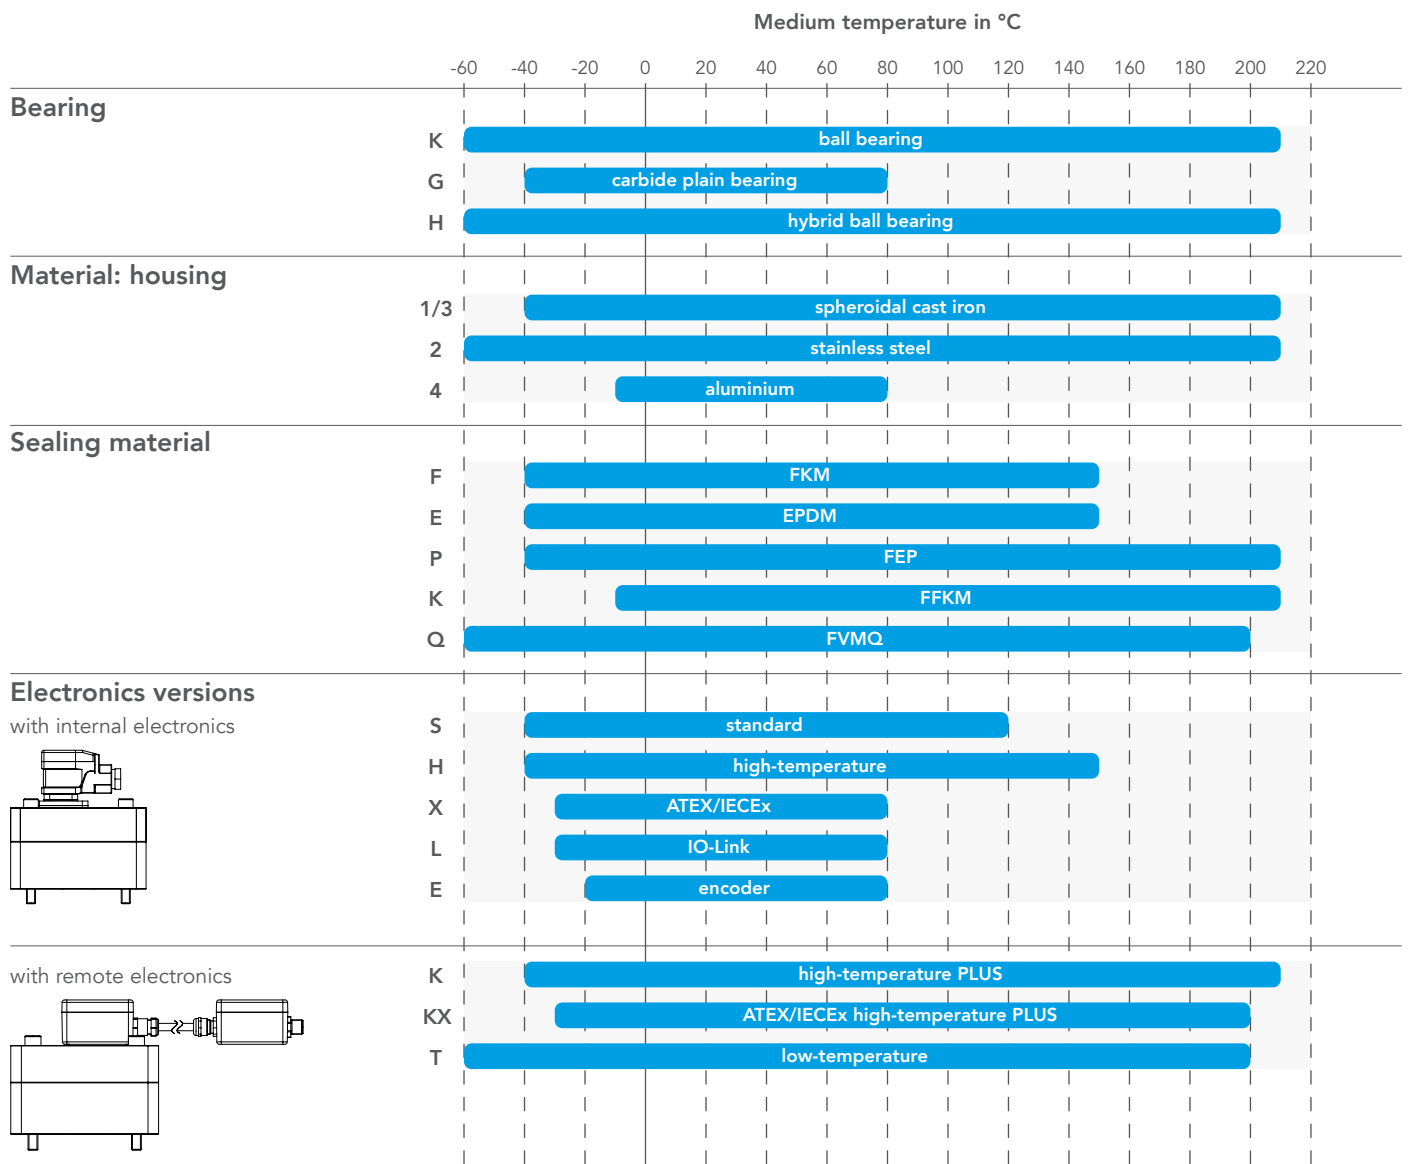 Medium temperature in °C
-60 -40 -20 0 20 40 60 80 100 120 140 160 180 200 220
Bearing
K ball bearing
G carbide plain bearing
H hybrid ball bearing
Material: housing
1/3 spheroidal cast iron
2 stainless steel
4 aluminium
Sealing material
F FKM
E EPDM
P FEP
K FFKM
Q FVMQ
Electronics versions
with internal electronics
S standard
H high-temperature
X ATEX/IECEx
L IO-Link
E encoder
with remote electronics
K high-temperature PLUS
KX ATEX/IECEx high-temperature PLUS
T low-temperature